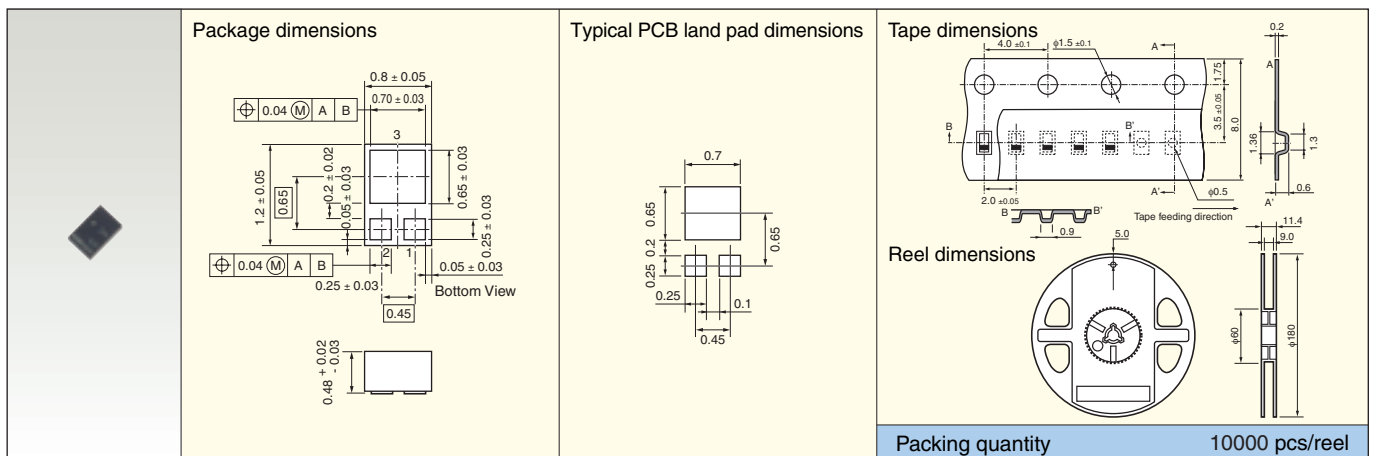 Package dimensions
0.8 ± 0.05
0.70 ± 0.03
⌖ 0.04 Ⓜ A B
3
1.2 ± 0.05
0.65
0.2 ± 0.02
0.05 ± 0.03
0.65 ± 0.03
0.25 ± 0.03
2 1
⌖ 0.04 Ⓜ A B
0.05 ± 0.03
0.25 ± 0.03
Bottom View
0.45
0.48 + 0.02
- 0.03
Typical PCB land pad dimensions
0.7
0.65
0.2
0.25
0.65
0.25
0.1
0.45
Tape dimensions
4.0 ±0.1
φ1.5 ±0.1
A
1.75
3.5 ±0.05
8.0
B
B'
A'
φ0.5
2.0 ±0.05
Tape feeding direction
B
B'
0.9
0.2
A
1.36
1.3
0.6
A'
Reel dimensions
5.0
11.4
9.0
φ60
φ180
Packing quantity 10000 pcs/reel